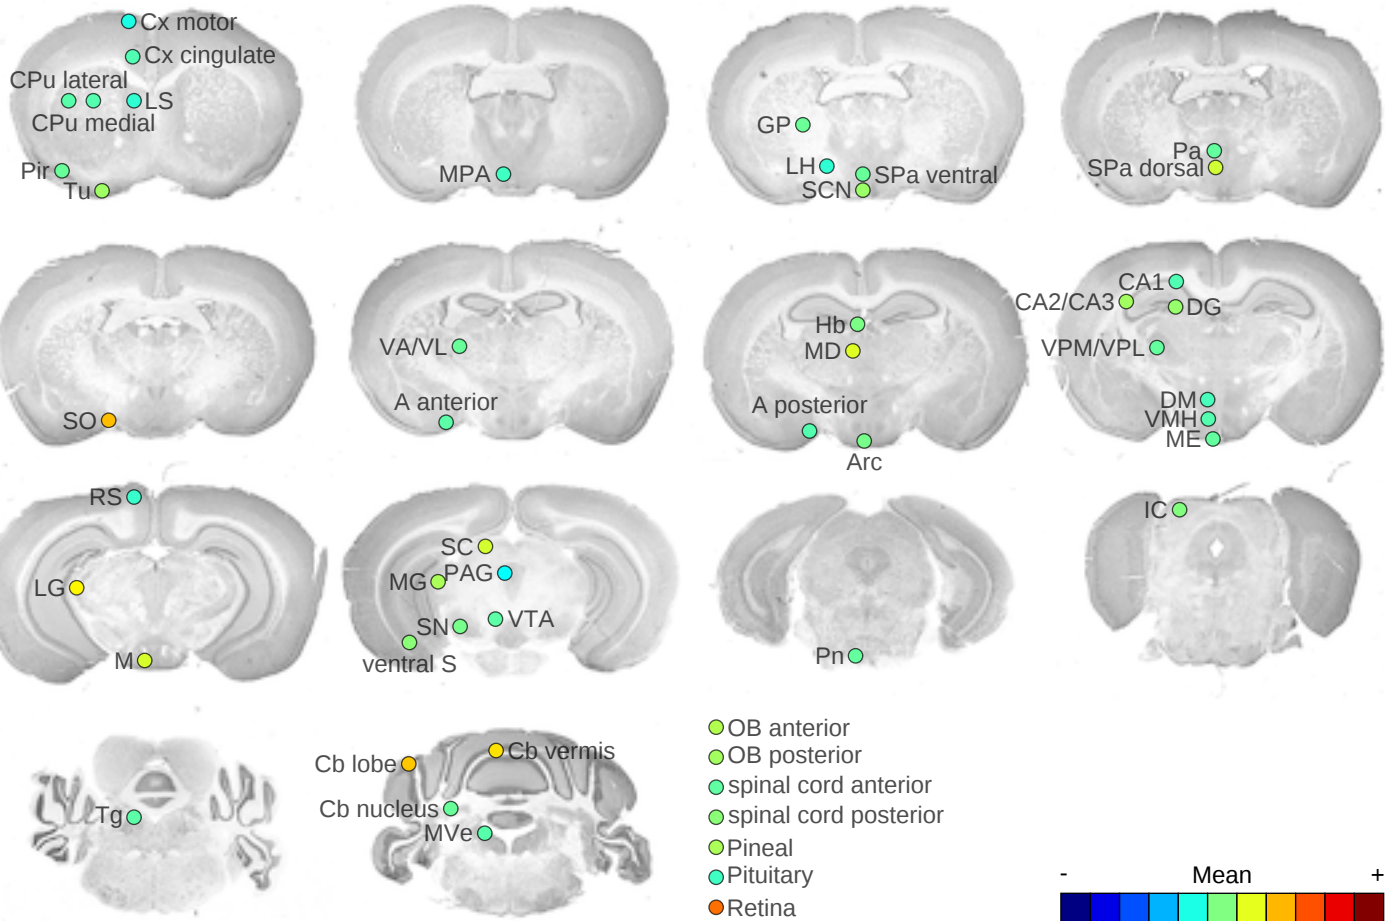 Cx motor
Cx cingulate
CPu lateral
LS
CPu medial
Pir
Tu
MPA
GP
LH
SPa ventral
SCN
Pa
SPa dorsal
SO
VA/VL
A anterior
Hb
MD
A posterior
Arc
CA1
CA2/CA3
DG
VPM/VPL
DM
VMH
ME
RS
LG
M
SC
PAG
MG
VTA
SN
ventral S
Pn
IC
Tg
Cb vermis
Cb lobe
Cb nucleus
MVe
OB anterior
OB posterior
spinal cord anterior
spinal cord posterior
Pineal
Pituitary
Retina
- Mean +